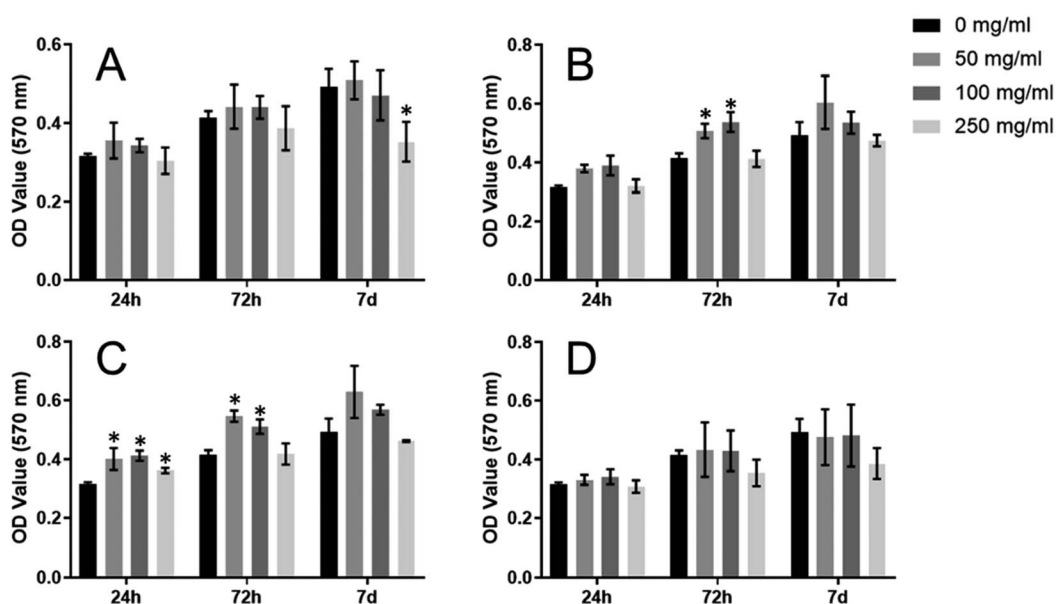 A
OD Value (570 nm)
0.6
0.4
0.2
0.0
*
24h
72h
7d
B
OD Value (570 nm)
0.8
0.6
0.4
0.2
0.0
* *
24h
72h
7d
0 mg/ml
50 mg/ml
100 mg/ml
250 mg/ml
C
OD Value (570 nm)
0.8
0.6
0.4
0.2
0.0
* * *
* *
24h
72h
7d
D
OD Value (570 nm)
0.8
0.6
0.4
0.2
0.0
24h
72h
7d